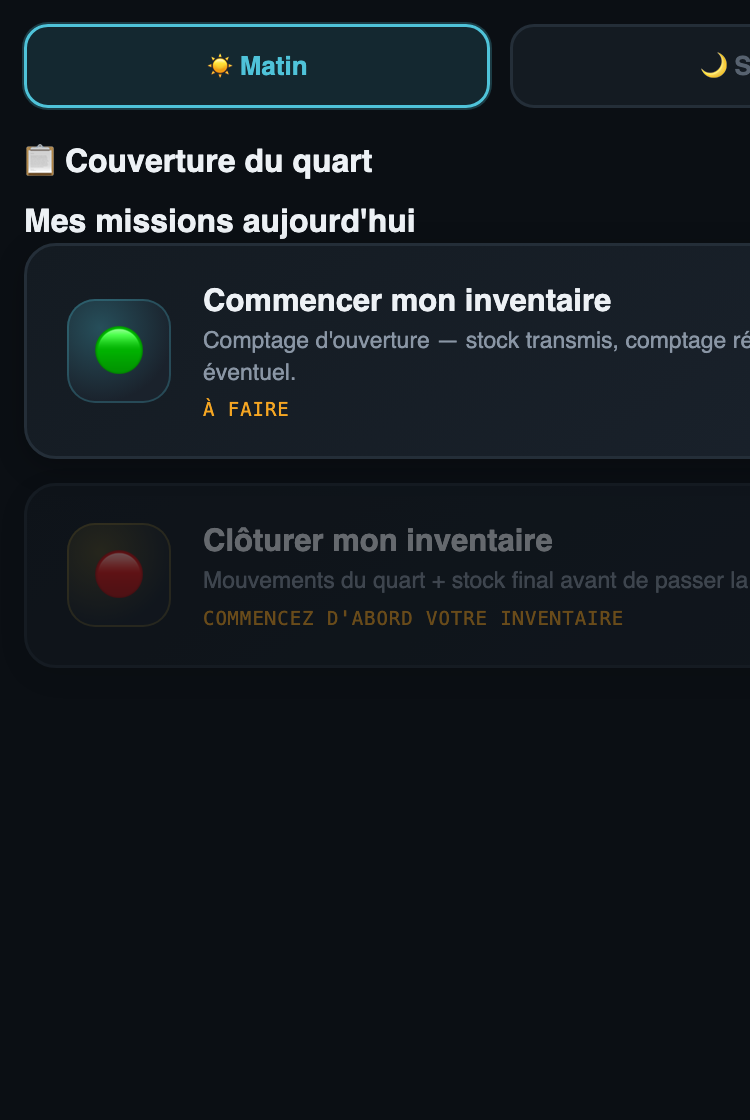 Matin
Couverture du quart
Mes missions aujourd'hui
Commencer mon inventaire
Comptage d'ouverture — stock transmis, comptage
éventuel.
À FAIRE
Clôturer mon inventaire
Mouvements du quart + stock final avant de passer la
COMMENCEZ D'ABORD VOTRE INVENTAIRE